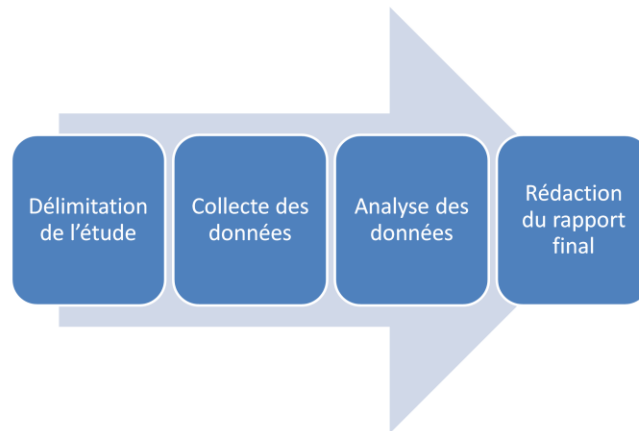 Délimitation
de l’étude
Collecte des
données
Analyse des
données
Rédaction
du rapport
final